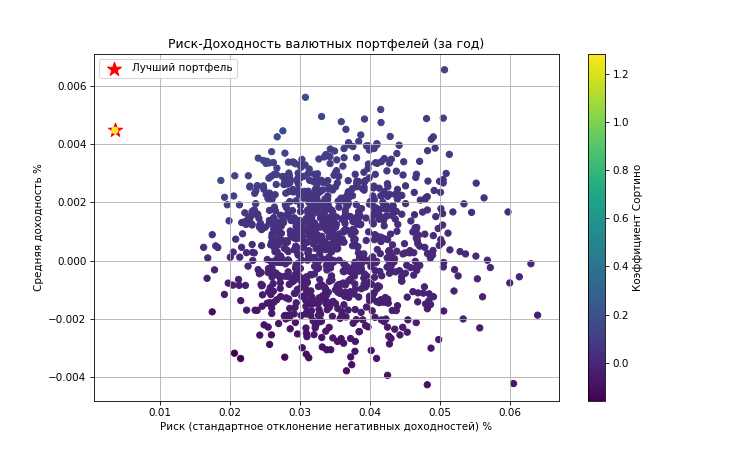 Риск-Доходность валютных портфелей (за год)
Лучший портфель
0.006
0.004
0.002
0.000
−0.002
−0.004
Средняя доходность %
0.01 0.02 0.03 0.04 0.05 0.06
Риск (стандартное отклонение негативных доходностей) %
1.2
1.0
0.8
0.6
0.4
0.2
0.0
Коэффициент Сортино